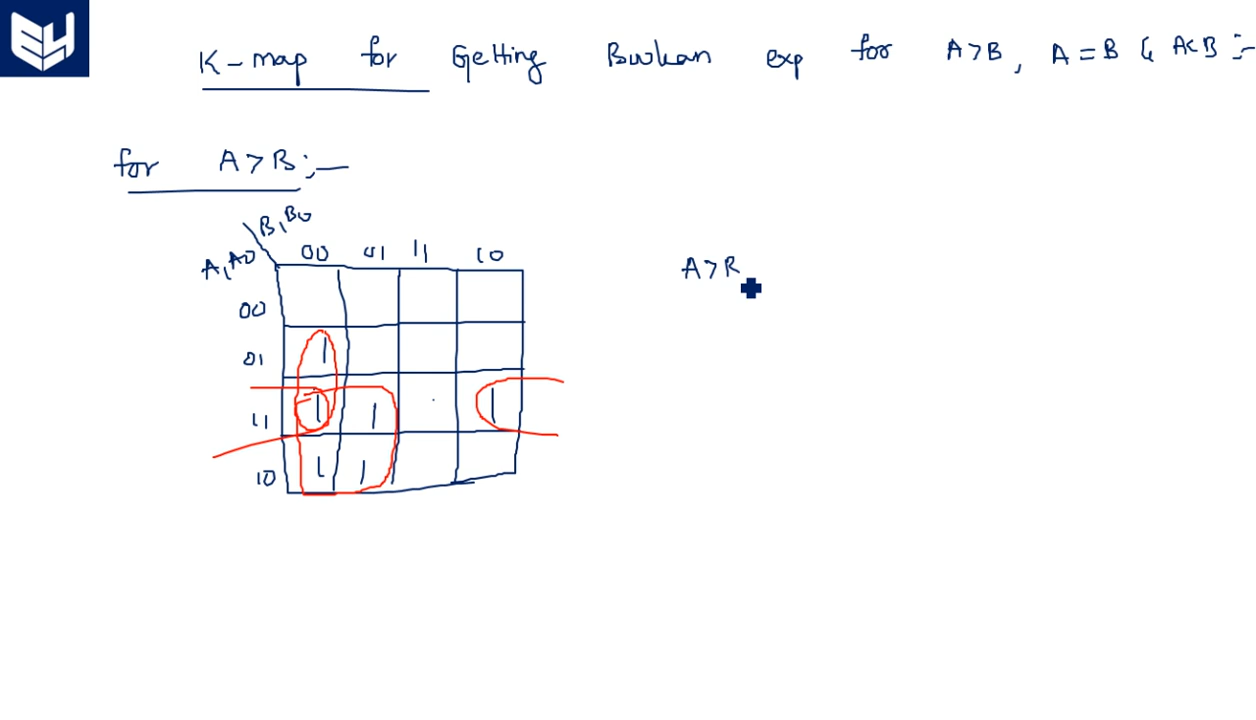 K-map for Getting Boolean exp for A>B, A=B & A<B :-
for A>B :-
B1B0
A1A0 00 01 11 10
A>B
00
01 1
11 1 1 1
10 1 1